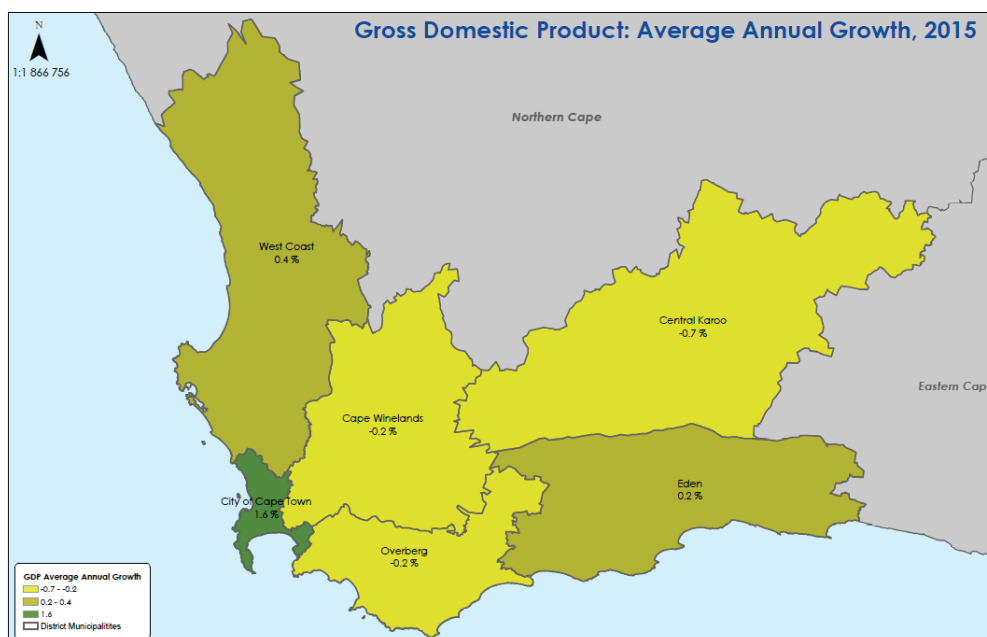 Gross Domestic Product: Average Annual Growth, 2015
N
1:1 866 756
Northern Cape
West Coast
0.4 %
Central Karoo
-0.7 %
Eastern Cap
Cape Winelands
-0.2 %
Eden
0.2 %
City of Cape Town
1.6 %
Overberg
-0.2 %
GDP Average Annual Growth
-0.7 - -0.2
0.2 - 0.4
1.6
District Municipalitites